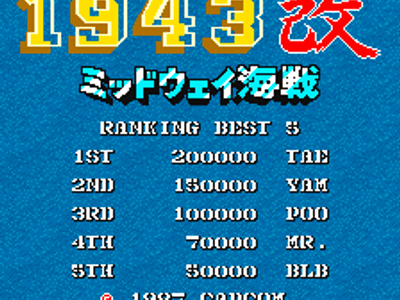 1943改
ミッドウェイ海戦
RANKING BEST 5
1ST 200000 TAE
2ND 150000 YAM
3RD 100000 POO
4TH 70000 MR.
5TH 50000 BLB
© 1987 CAPCOM